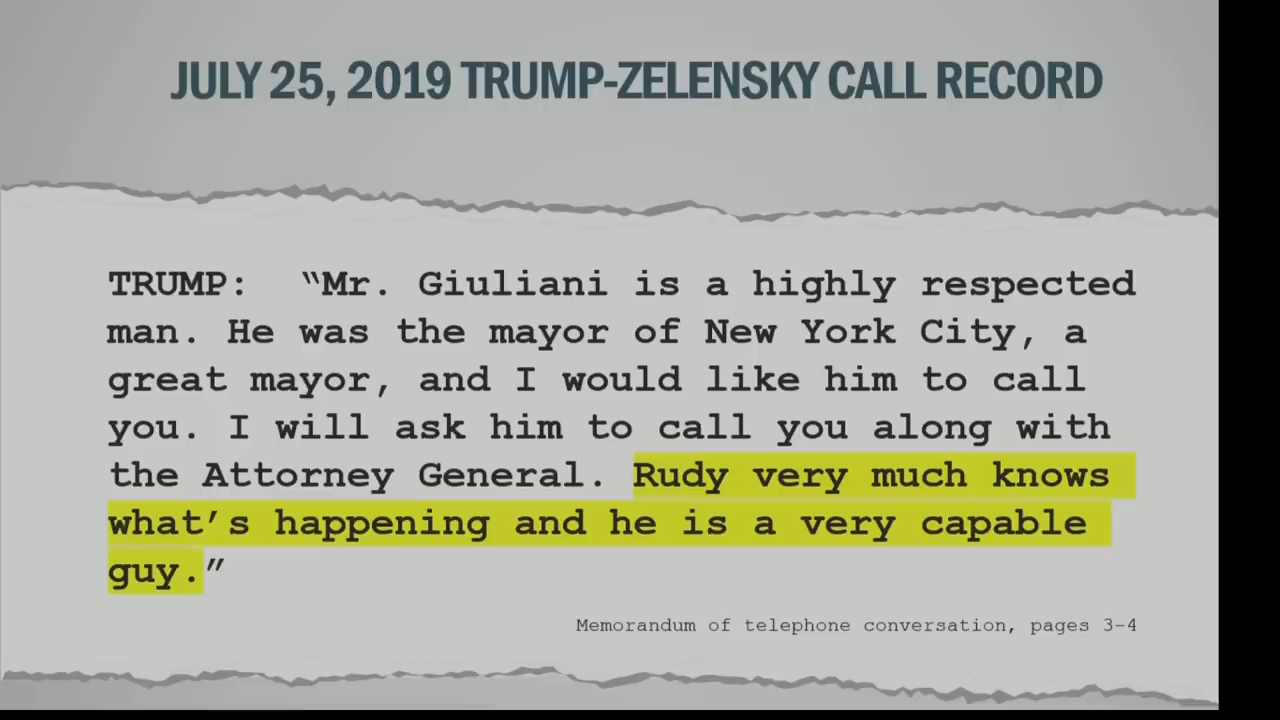 JULY 25, 2019 TRUMP-ZELENSKY CALL RECORD
TRUMP: “Mr. Giuliani is a highly respected
man. He was the mayor of New York City, a
great mayor, and I would like him to call
you. I will ask him to call you along with
the Attorney General. Rudy very much knows
what’s happening and he is a very capable
guy.”
Memorandum of telephone conversation, pages 3-4